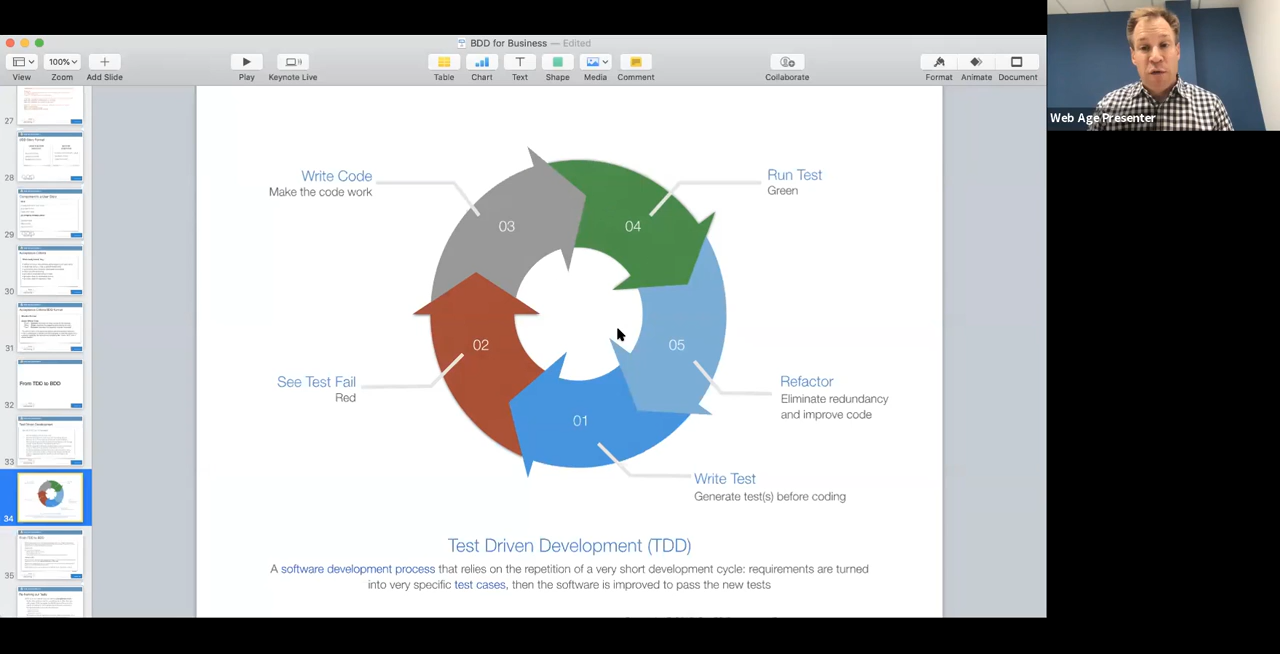 BDD for Business — Edited
View
100%
Zoom
Add Slide
Play
Keynote Live
Table
Chart
Text
Shape
Media
Comment
Collaborate
Format
Animate
Document
Web Age Presenter
27
28
29
30
31
From TDD to BDD
32
33
34
35
Write Code
Make the code work
03
04
Run Test
Green
02
See Test Fail
Red
05
Refactor
Eliminate redundancy
and improve code
01
Write Test
Generate test(s) before coding
Test Driven Development (TDD)
A software development process that relies on the repetition of a very short development cycle: requirements are turned
into very specific test cases, then the software is improved to pass the new tests